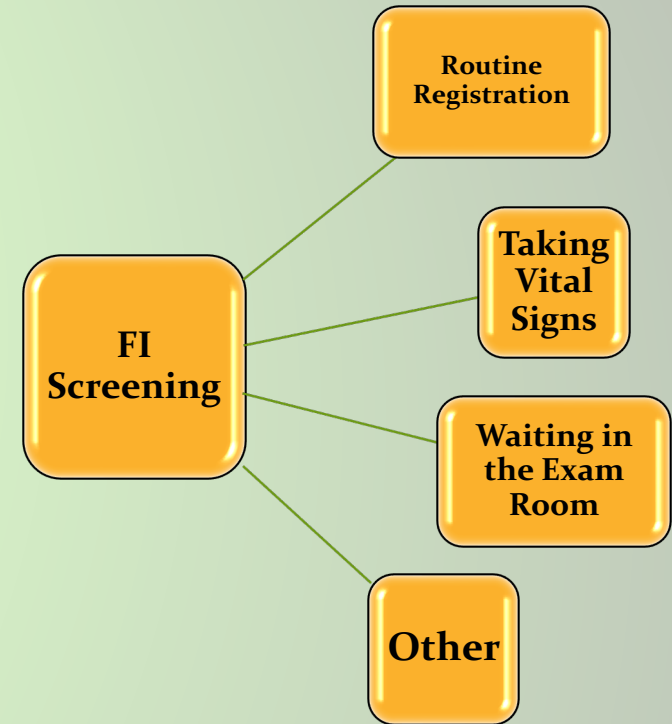 Routine
Registration
Taking
Vital
Signs
FI
Screening
Waiting in
the Exam
Room
Other